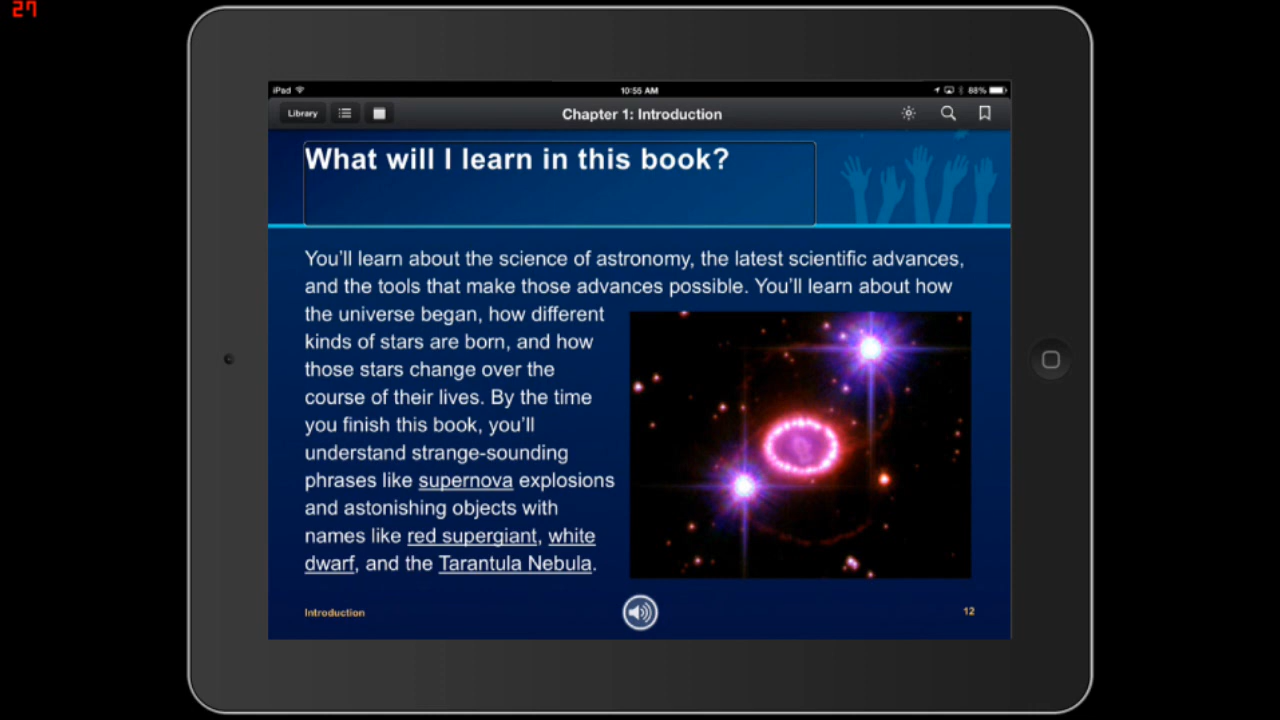 27
iPad
10:55 AM
88%
Library
Chapter 1: Introduction
What will I learn in this book?
You’ll learn about the science of astronomy, the latest scientific advances,
and the tools that make those advances possible. You’ll learn about how
the universe began, how different
kinds of stars are born, and how
those stars change over the
course of their lives. By the time
you finish this book, you’ll
understand strange-sounding
phrases like supernova explosions
and astonishing objects with
names like red supergiant, white
dwarf, and the Tarantula Nebula.
Introduction
12